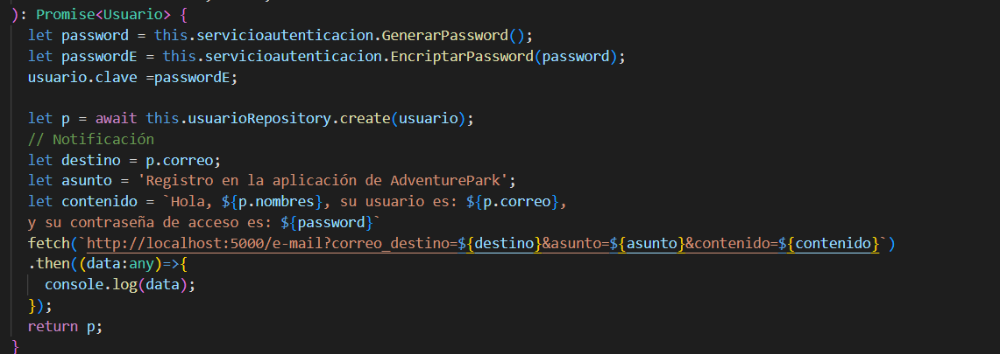 ): Promise<Usuario> {
let password = this.servicioautenticacion.GenerarPassword();
let passwordE = this.servicioautenticacion.EncriptarPassword(password);
usuario.clave =passwordE;
let p = await this.usuarioRepository.create(usuario);
// Notificación
let destino = p.correo;
let asunto = 'Registro en la aplicación de AdventurePark';
let contenido = `Hola, ${p.nombres}, su usuario es: ${p.correo},
y su contraseña de acceso es: ${password}`
fetch(`http://localhost:5000/e-mail?correo_destino=${destino}&asunto=${asunto}&contenido=${contenido}`)
.then((data:any)=>{
console.log(data);
});
return p;
}